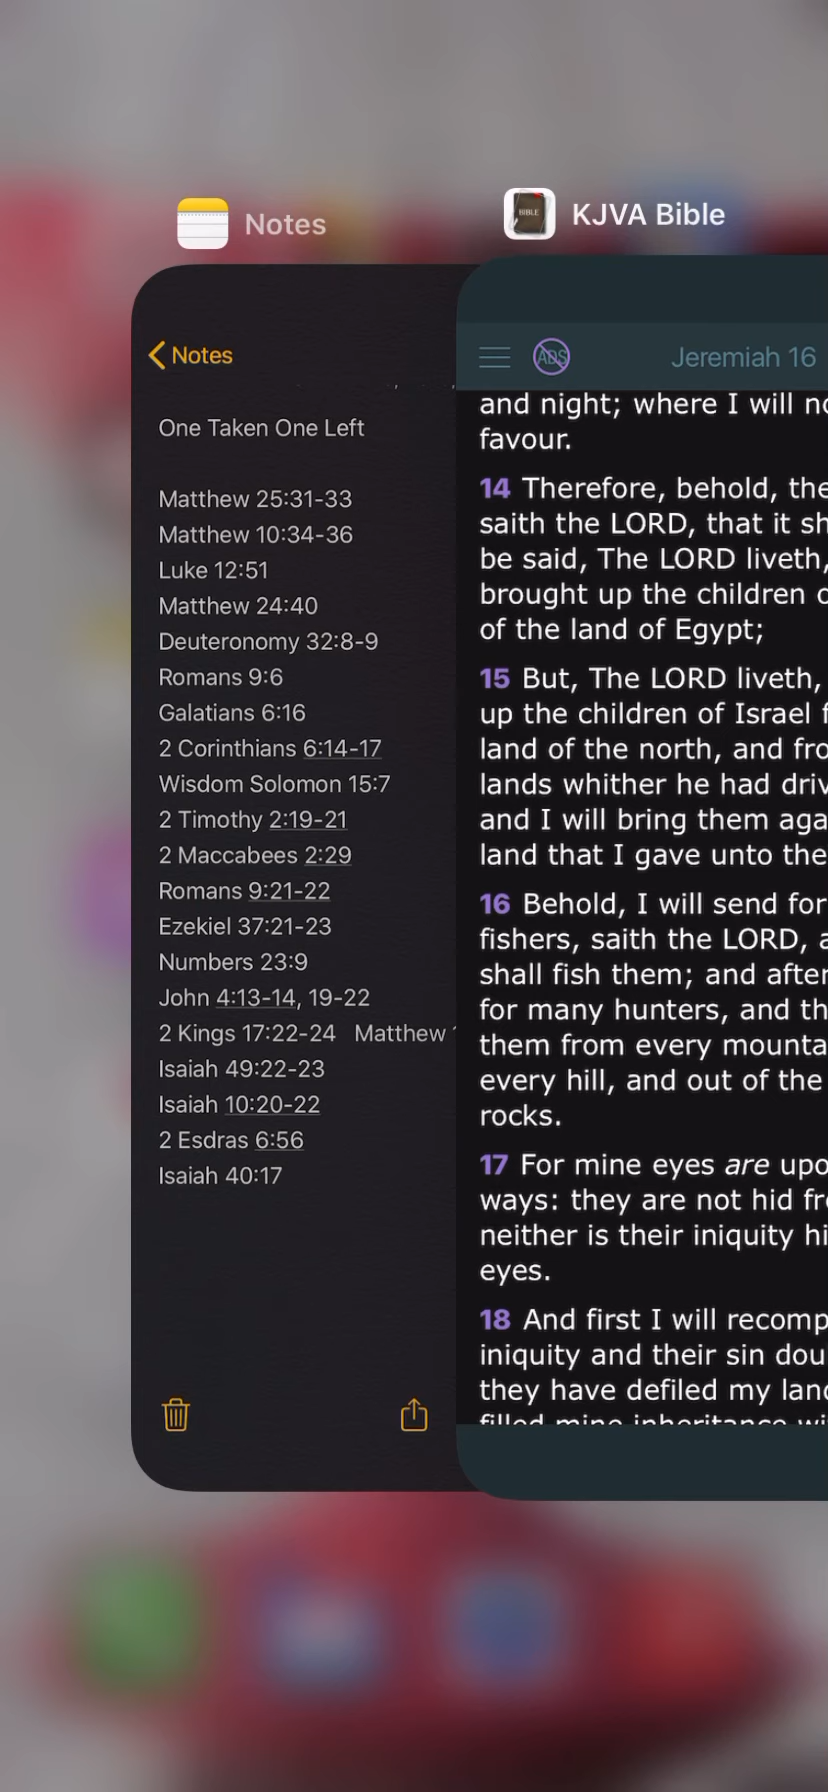 Notes
KJVA Bible
Notes
One Taken One Left
Matthew 25:31-33
Matthew 10:34-36
Luke 12:51
Matthew 24:40
Deuteronomy 32:8-9
Romans 9:6
Galatians 6:16
2 Corinthians 6:14-17
Wisdom Solomon 15:7
2 Timothy 2:19-21
2 Maccabees 2:29
Romans 9:21-22
Ezekiel 37:21-23
Numbers 23:9
John 4:13-14, 19-22
2 Kings 17:22-24 Matthew
Isaiah 49:22-23
Isaiah 10:20-22
2 Esdras 6:56
Isaiah 40:17
ADS
Jeremiah 16
and night; where I will
favour.
14 Therefore, behold, the
saith the LORD, that it
be said, The LORD liveth,
brought up the children
of the land of Egypt;
15 But, The LORD liveth,
up the children of Israel
land of the north, and
lands whither he had
and I will bring them
land that I gave unto
16 Behold, I will send for
fishers, saith the LORD,
shall fish them; and
for many hunters, and
them from every
every hill, and out of the
rocks.
17 For mine eyes are
ways: they are not hid
neither is their iniquity
eyes.
18 And first I will
iniquity and their sin
they have defiled my
filled mine inheritance
BIBLE